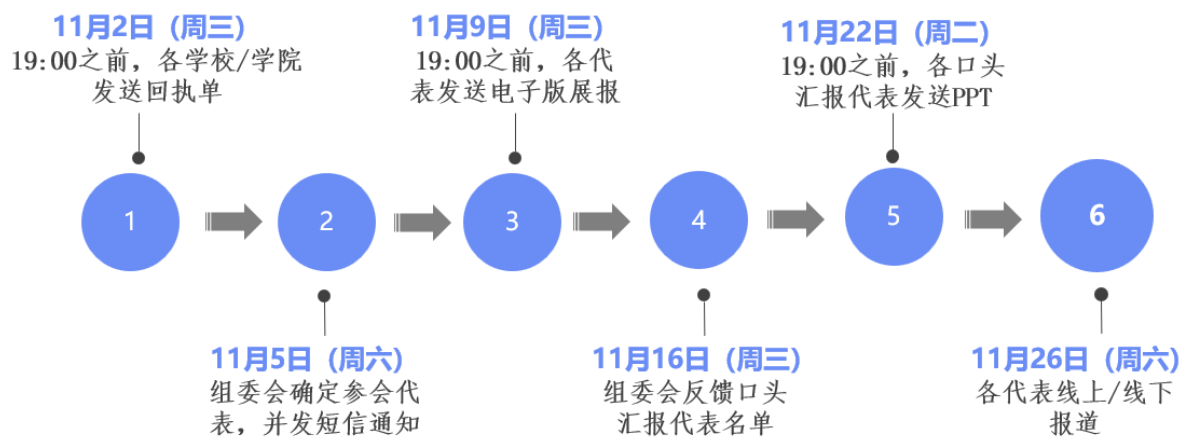 11月2日（周三）
19:00之前，各学校/学院
发送回执单
11月9日（周三）
19:00之前，各代
表发送电子版展报
11月22日（周二）
19:00之前，各口头
汇报代表发送PPT
1
2
3
4
5
6
11月5日（周六）
组委会确定参会代
表，并发短信通知
11月16日（周三）
组委会反馈口头
汇报代表名单
11月26日（周六）
各代表线上/线下
报道